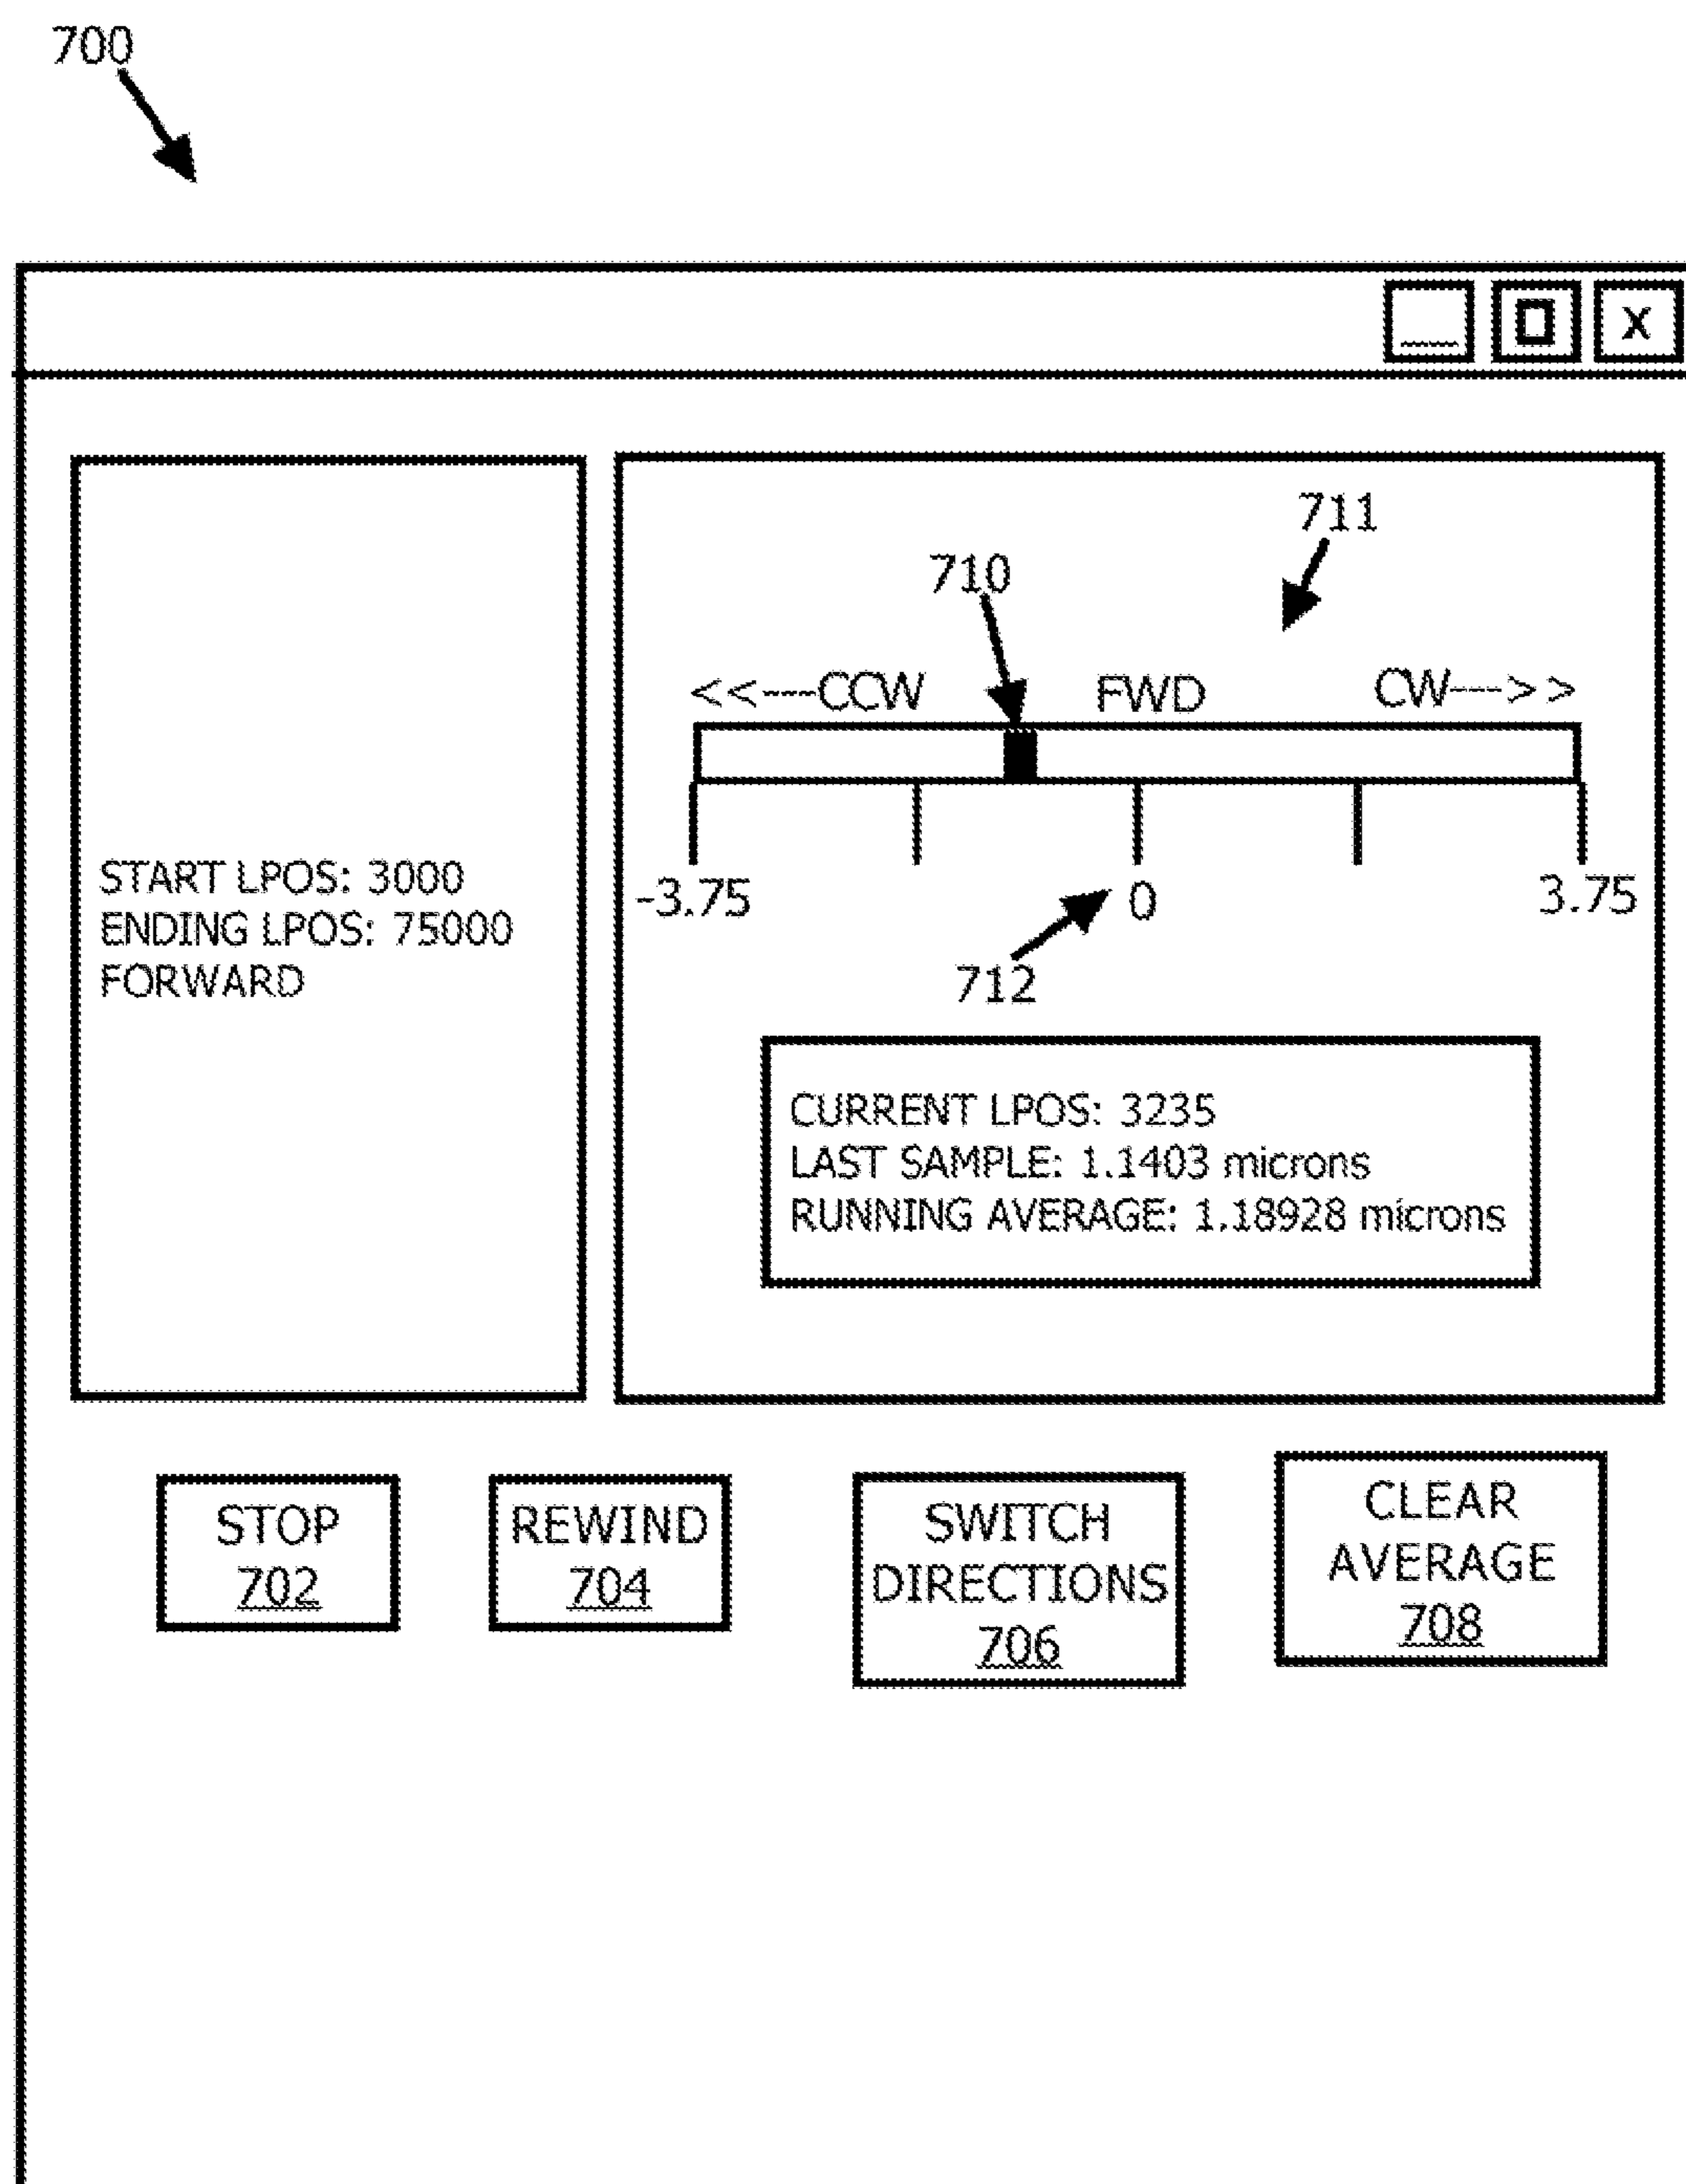 700
X
START LPOS: 3000
ENDING LPOS: 75000
FORWARD
711
710
<<---CCW FWD CW--->>
-3.75 0 3.75
712
CURRENT LPOS: 3235
LAST SAMPLE: 1.1403 microns
RUNNING AVERAGE: 1.18928 microns
STOP
702
REWIND
704
SWITCH
DIRECTIONS
706
CLEAR
AVERAGE
708